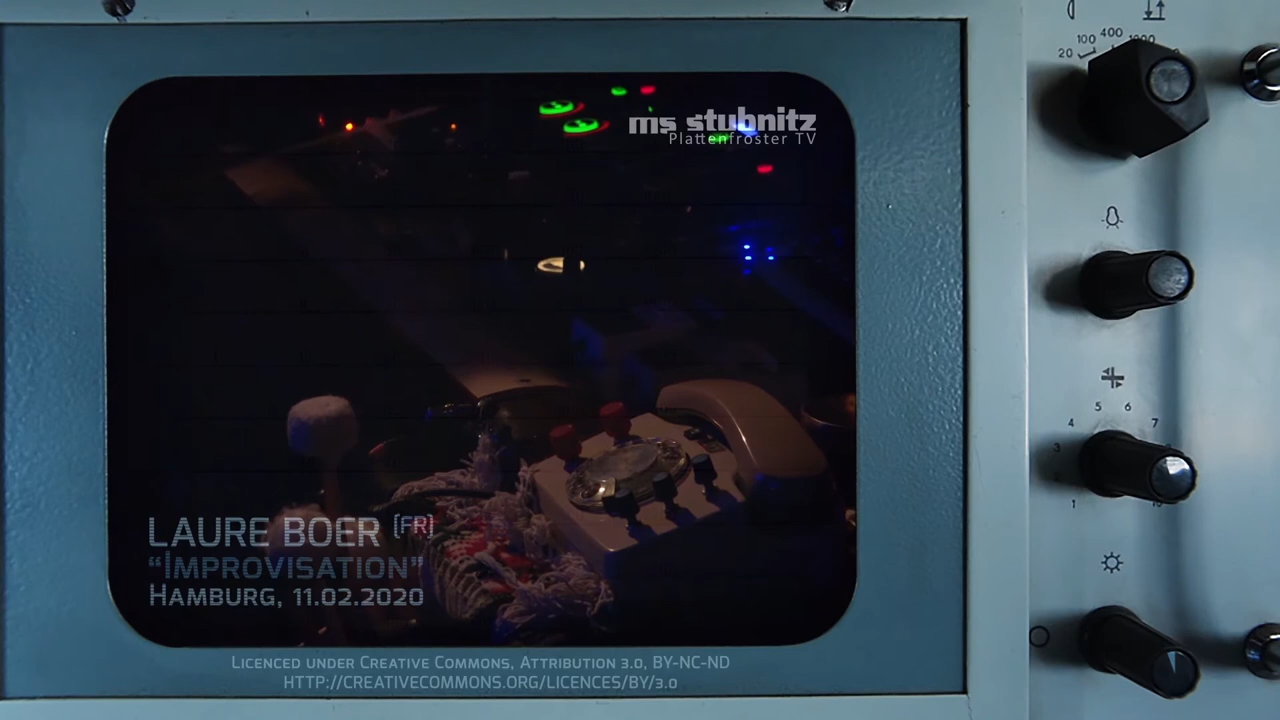 20 100 400 1000
ms stubnitz
Plattenfroster TV
5 6
4 7
3
1
LAURE BOER [FR]
“IMPROVISATION”
HAMBURG, 11.02.2020
LICENCED UNDER CREATIVE COMMONS, ATTRIBUTION 3.0, BY-NC-ND
HTTP://CREATIVECOMMONS.ORG/LICENCES/BY/3.0